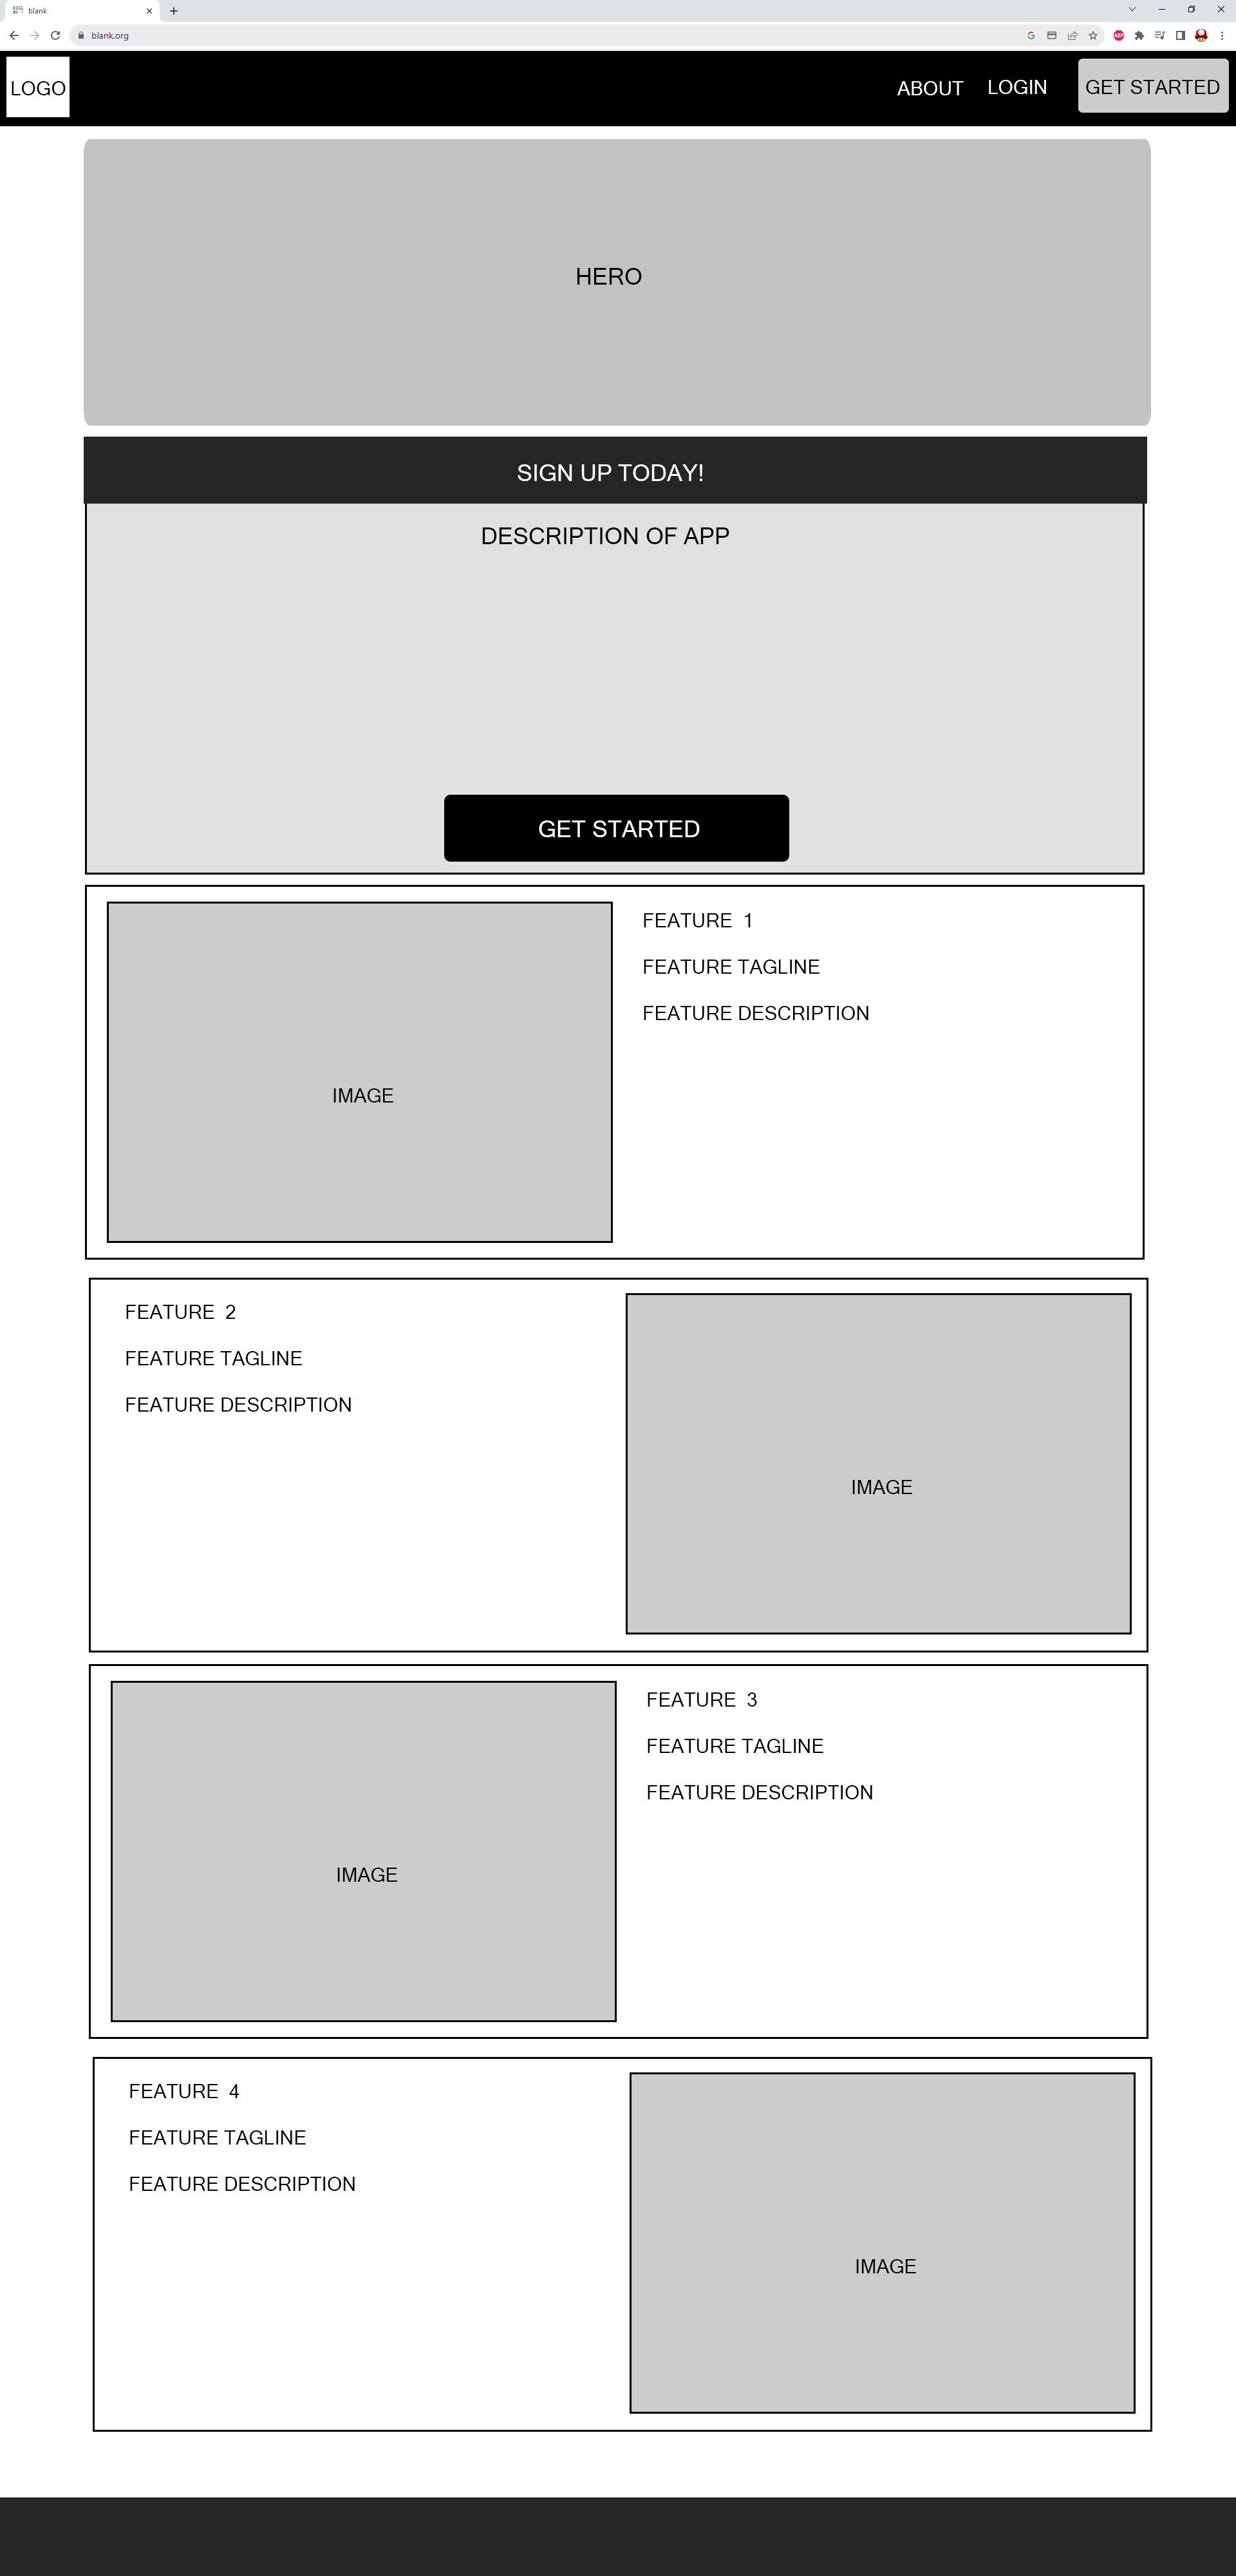 blank
blank.org
LOGO
ABOUT
LOGIN
GET STARTED
HERO
SIGN UP TODAY!
DESCRIPTION OF APP
GET STARTED
FEATURE  1
FEATURE TAGLINE
FEATURE DESCRIPTION
IMAGE
FEATURE  2
FEATURE TAGLINE
FEATURE DESCRIPTION
IMAGE
FEATURE  3
FEATURE TAGLINE
FEATURE DESCRIPTION
IMAGE
FEATURE  4
FEATURE TAGLINE
FEATURE DESCRIPTION
IMAGE